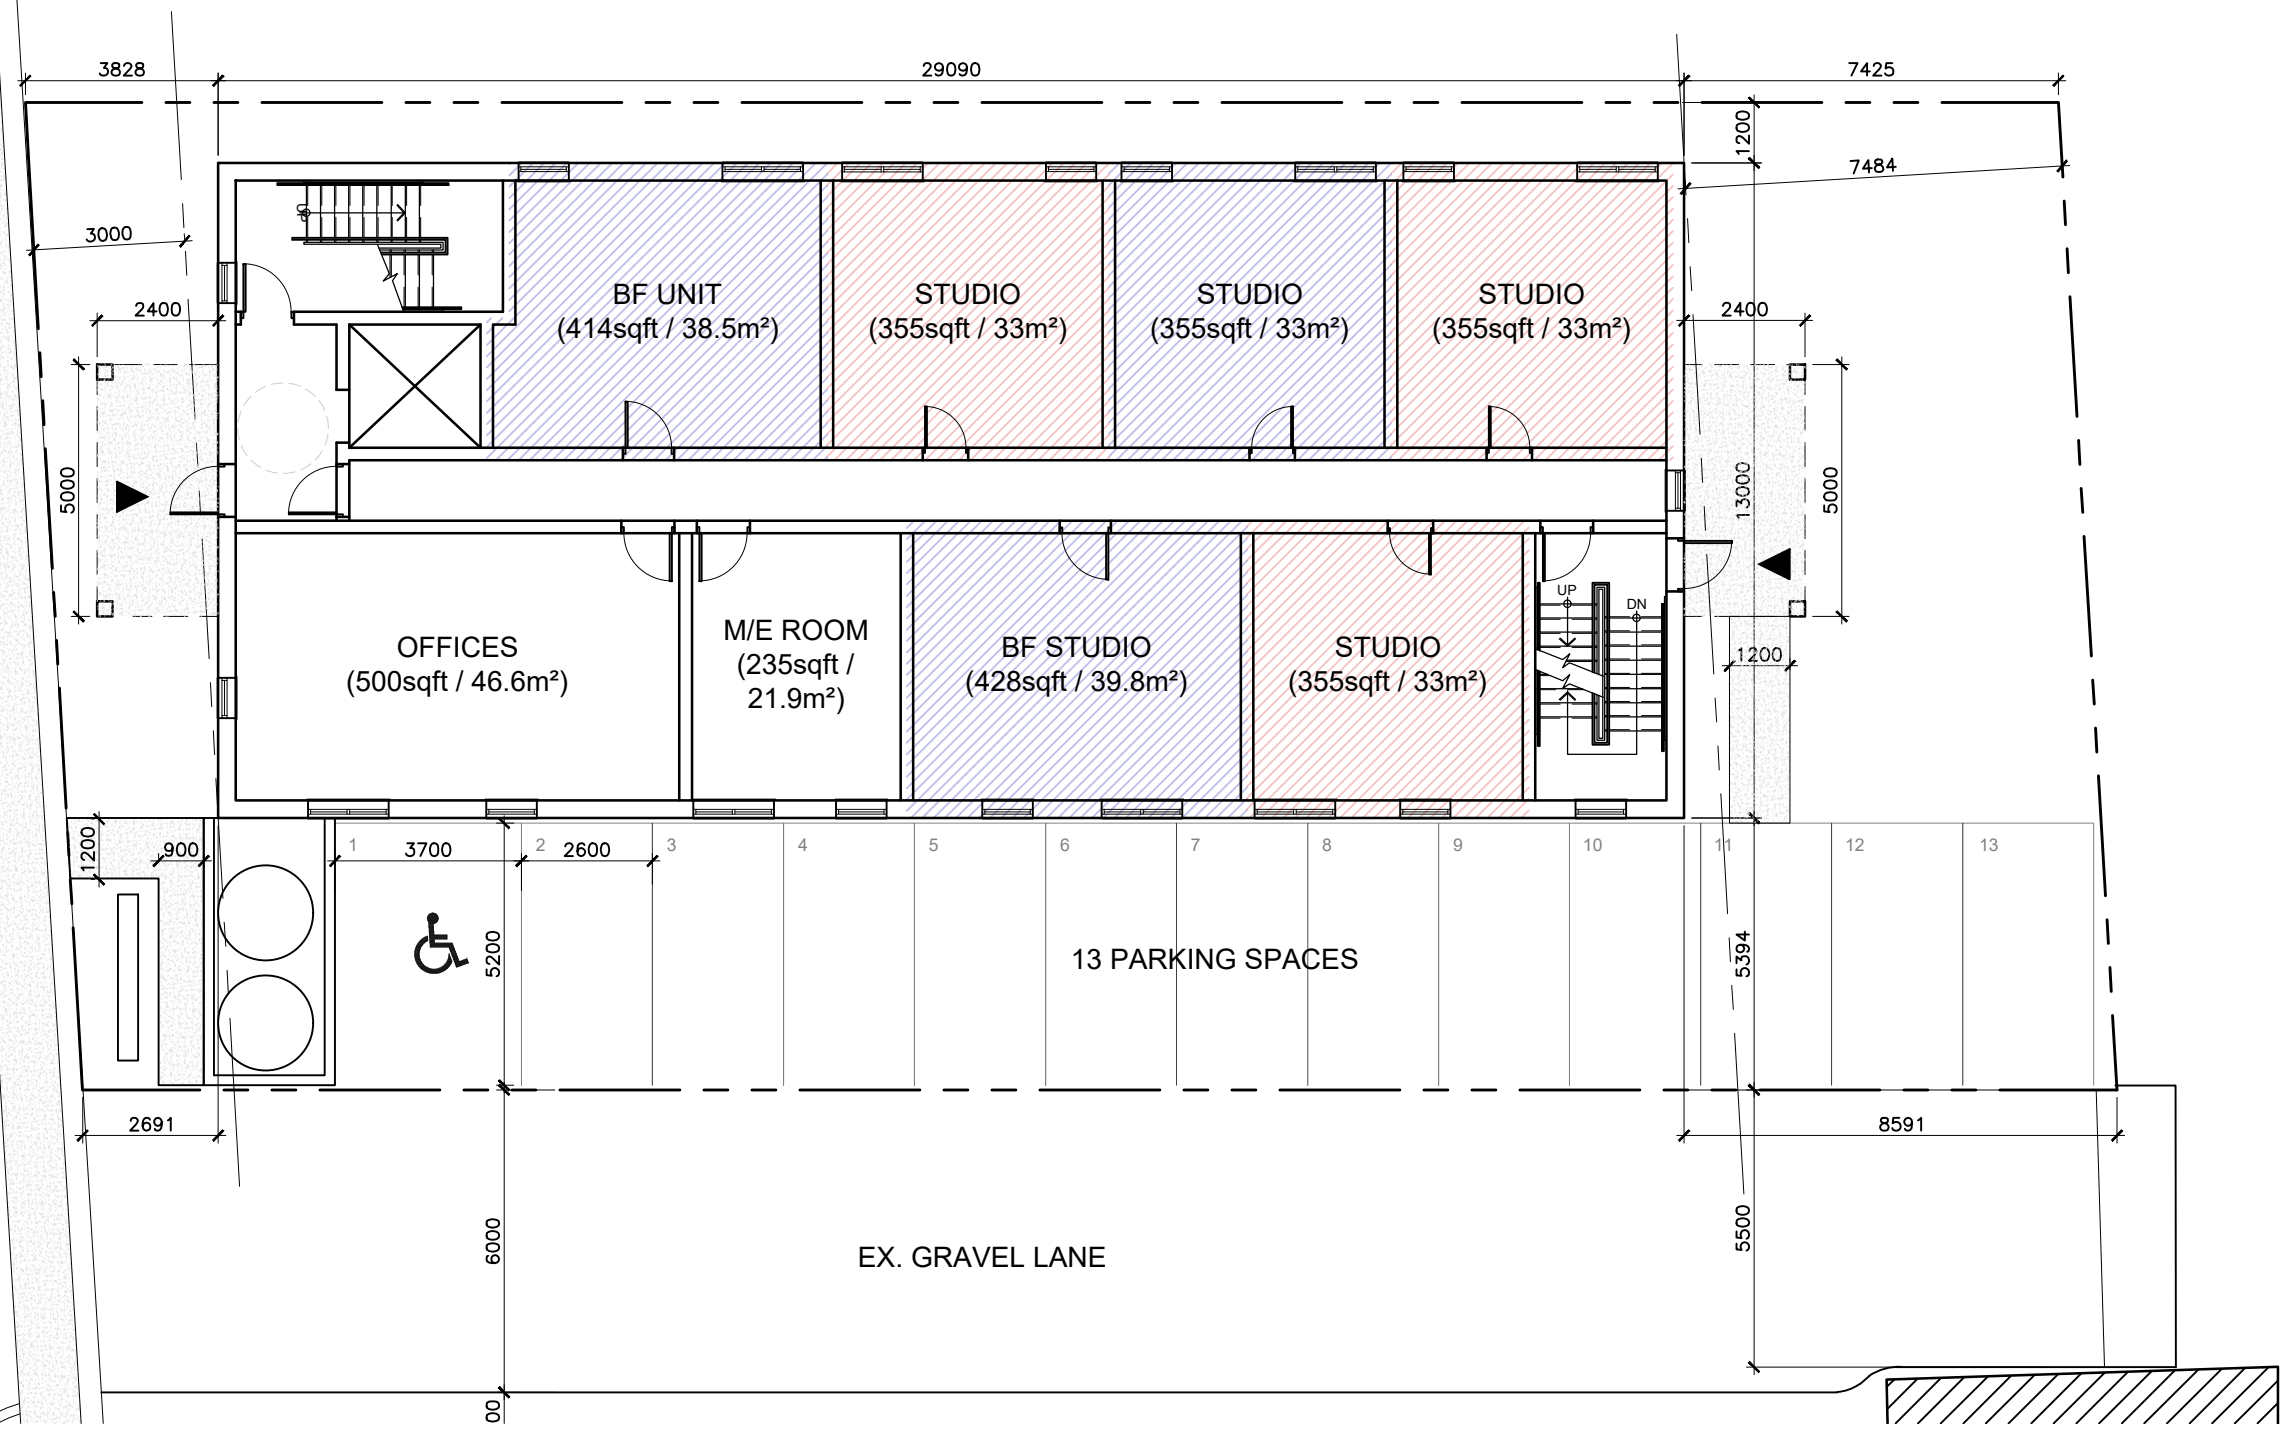 3828
29090
7425
1200
7484
3000
BF UNIT
(414sqft / 38.5m²)
STUDIO
(355sqft / 33m²)
STUDIO
(355sqft / 33m²)
STUDIO
(355sqft / 33m²)
2400
2400
5000
13000
5000
OFFICES
(500sqft / 46.6m²)
M/E ROOM
(235sqft /
21.9m²)
BF STUDIO
(428sqft / 39.8m²)
STUDIO
(355sqft / 33m²)
UP
DN
1200
1200
900
1
3700
2
2600
3
4
5
6
7
8
9
10
11
12
13
5200
13 PARKING SPACES
5394
2691
8591
6000
EX. GRAVEL LANE
5500
00